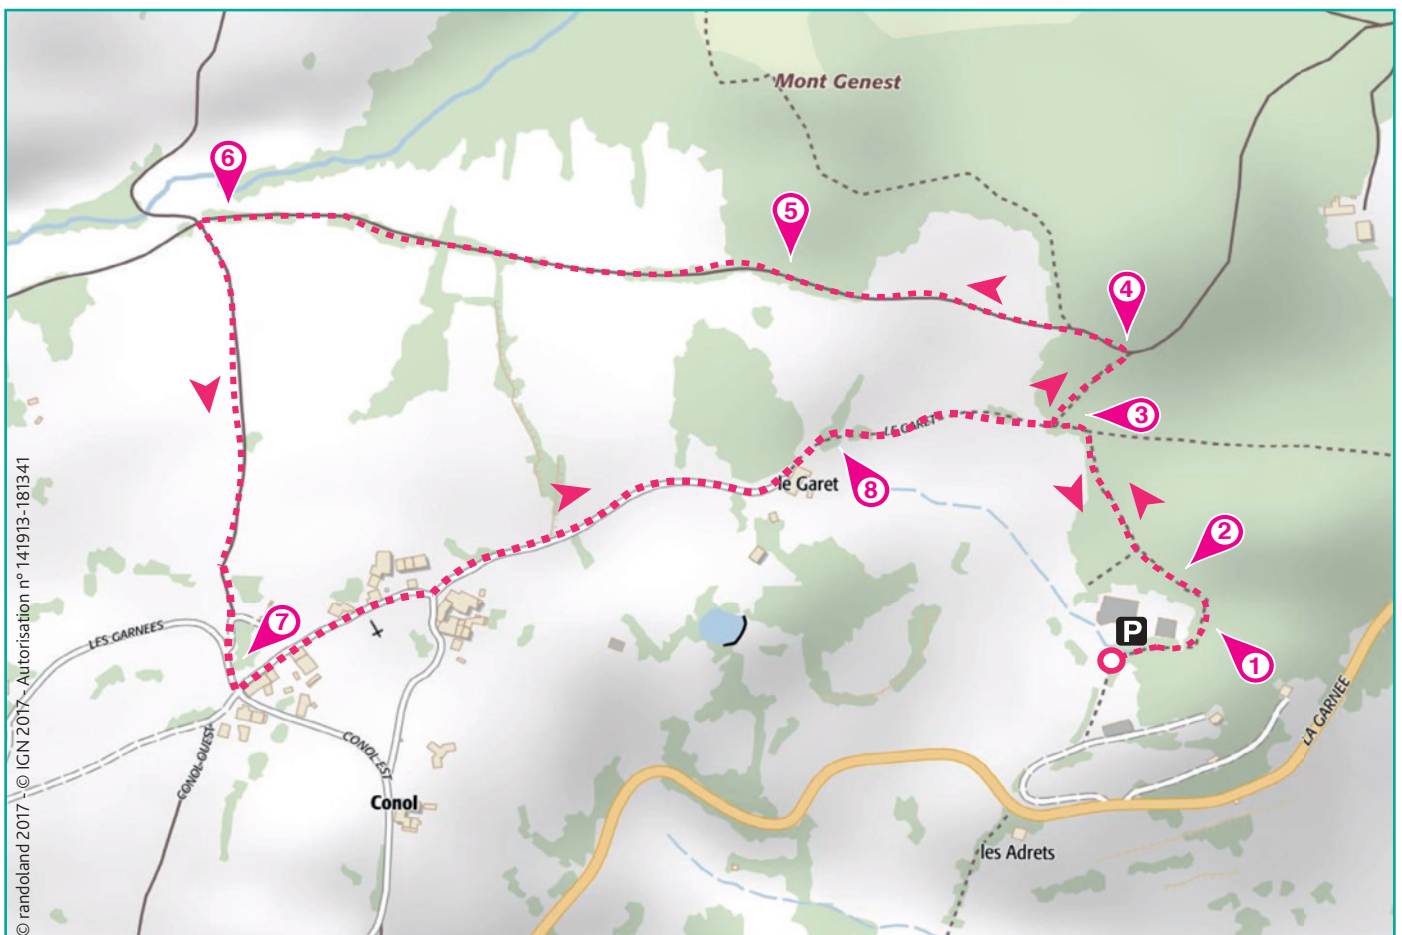 Mont Genest
6
5
4
3
LE GARET
le Garet
8
2
P
1
7
LES GARNEES
CONOL-OUEST
CONOL-EST
Conol
LA GARNEE
les Adrets
© randoland 2017 - © IGN 2017 - Autorisation n° 141913-181341